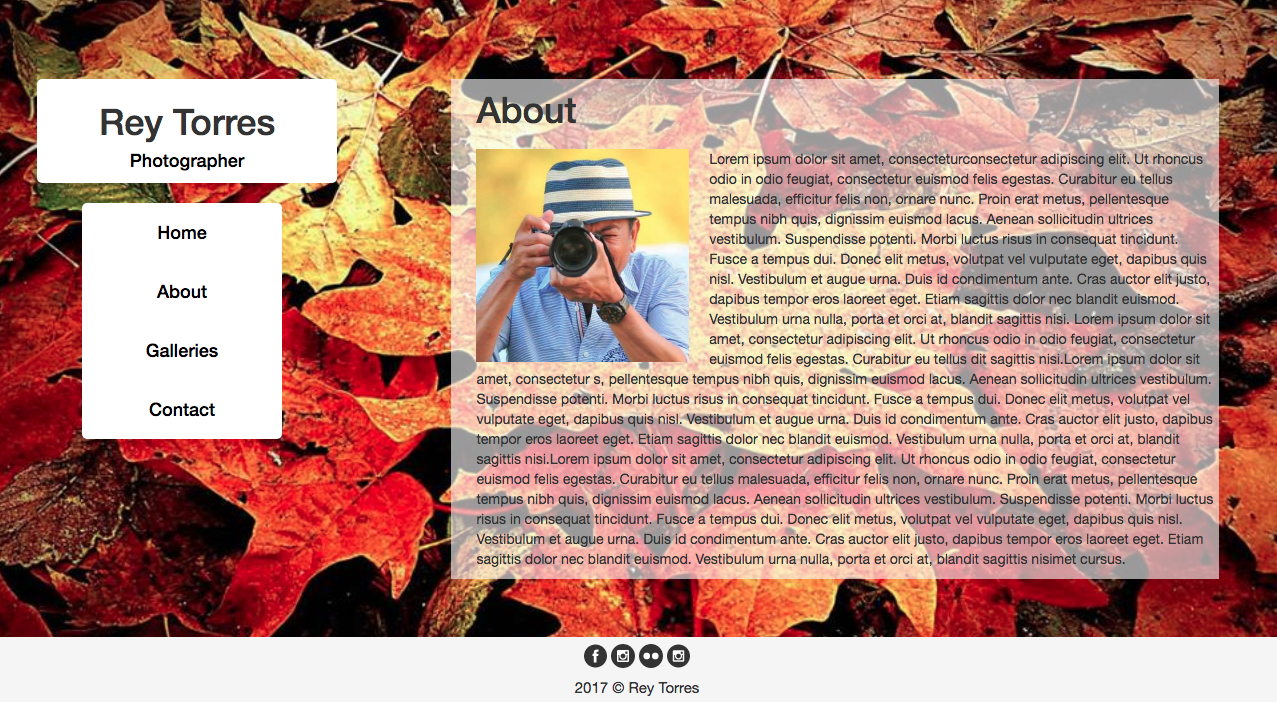 Rey Torres
Photographer
Home
About
Galleries
Contact
About
Lorem ipsum dolor sit amet, consecteturconsectetur adipiscing elit. Ut rhoncus
odio in odio feugiat, consectetur euismod felis egestas. Curabitur eu tellus
malesuada, efficitur felis non, ornare nunc. Proin erat metus, pellentesque
tempus nibh quis, dignissim euismod lacus. Aenean sollicitudin ultrices
vestibulum. Suspendisse potenti. Morbi luctus risus in consequat tincidunt.
Fusce a tempus dui. Donec elit metus, volutpat vel vulputate eget, dapibus quis
nisl. Vestibulum et augue urna. Duis id condimentum ante. Cras auctor elit justo,
dapibus tempor eros laoreet eget. Etiam sagittis dolor nec blandit euismod.
Vestibulum urna nulla, porta et orci at, blandit sagittis nisi. Lorem ipsum dolor sit
amet, consectetur adipiscing elit. Ut rhoncus odio in odio feugiat, consectetur
euismod felis egestas. Curabitur eu tellus dit sagittis nisi.Lorem ipsum dolor sit
amet, consectetur s, pellentesque tempus nibh quis, dignissim euismod lacus. Aenean sollicitudin ultrices vestibulum.
Suspendisse potenti. Morbi luctus risus in consequat tincidunt. Fusce a tempus dui. Donec elit metus, volutpat vel
vulputate eget, dapibus quis nisl. Vestibulum et augue urna. Duis id condimentum ante. Cras auctor elit justo, dapibus
tempor eros laoreet eget. Etiam sagittis dolor nec blandit euismod. Vestibulum urna nulla, porta et orci at, blandit
sagittis nisi.Lorem ipsum dolor sit amet, consectetur adipiscing elit. Ut rhoncus odio in odio feugiat, consectetur
euismod felis egestas. Curabitur eu tellus malesuada, efficitur felis non, ornare nunc. Proin erat metus, pellentesque
tempus nibh quis, dignissim euismod lacus. Aenean sollicitudin ultrices vestibulum. Suspendisse potenti. Morbi luctus
risus in consequat tincidunt. Fusce a tempus dui. Donec elit metus, volutpat vel vulputate eget, dapibus quis nisl.
Vestibulum et augue urna. Duis id condimentum ante. Cras auctor elit justo, dapibus tempor eros laoreet eget. Etiam
sagittis dolor nec blandit euismod. Vestibulum urna nulla, porta et orci at, blandit sagittis nisimet cursus.
2017 © Rey Torres